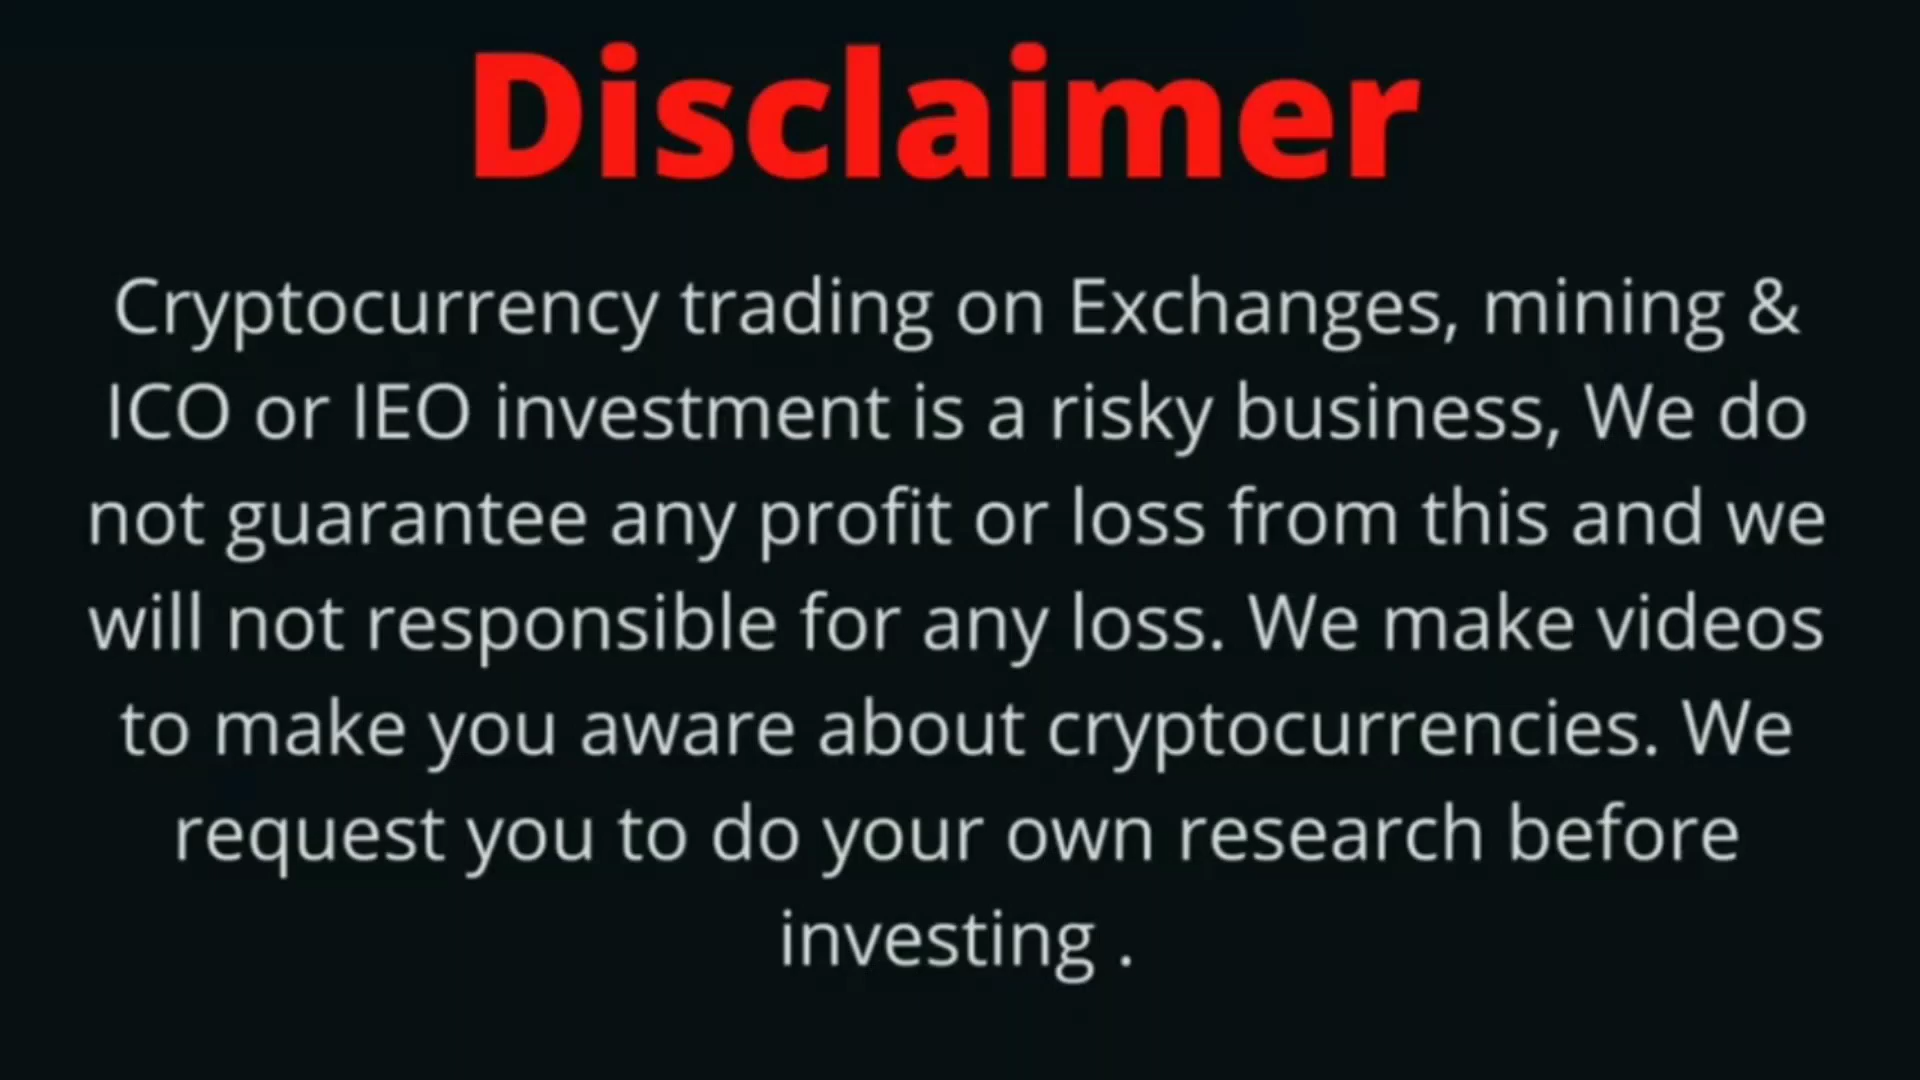 Disclaimer
Cryptocurrency trading on Exchanges, mining &
ICO or IEO investment is a risky business, We do
not guarantee any profit or loss from this and we
will not responsible for any loss. We make videos
to make you aware about cryptocurrencies. We
request you to do your own research before
investing .